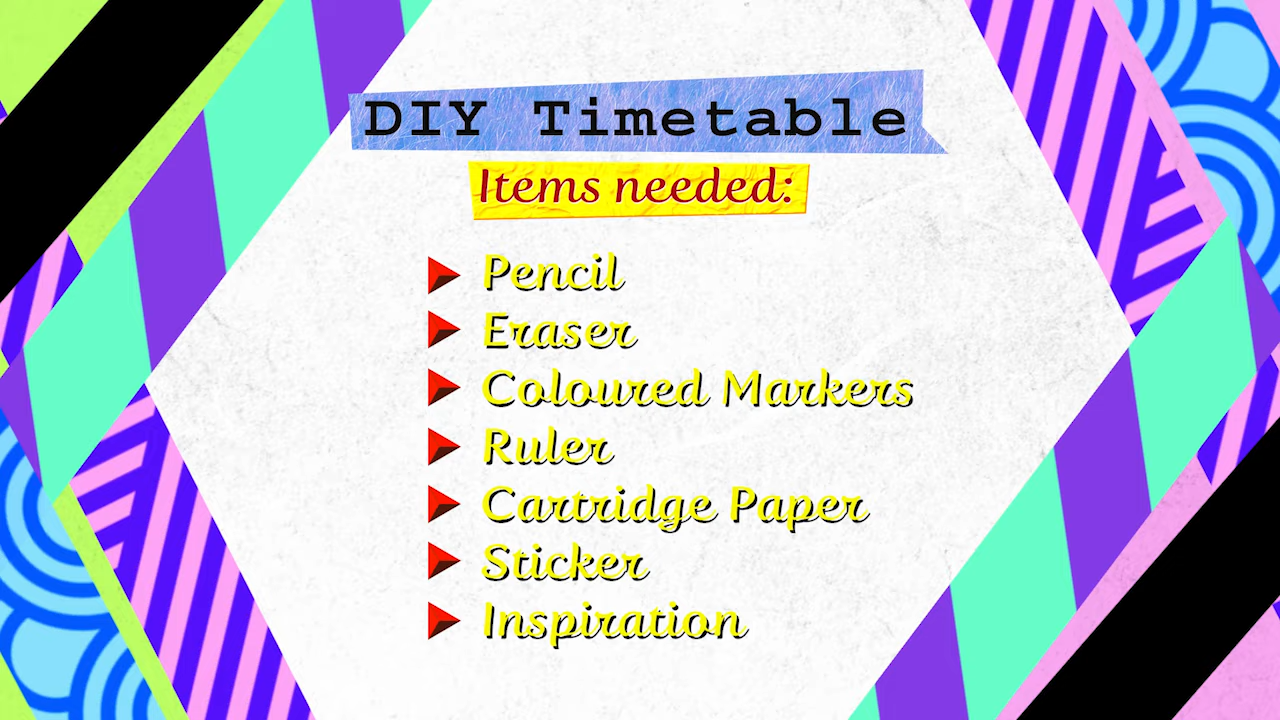 DIY Timetable
Items needed:
Pencil
Eraser
Coloured Markers
Ruler
Cartridge Paper
Sticker
Inspiration